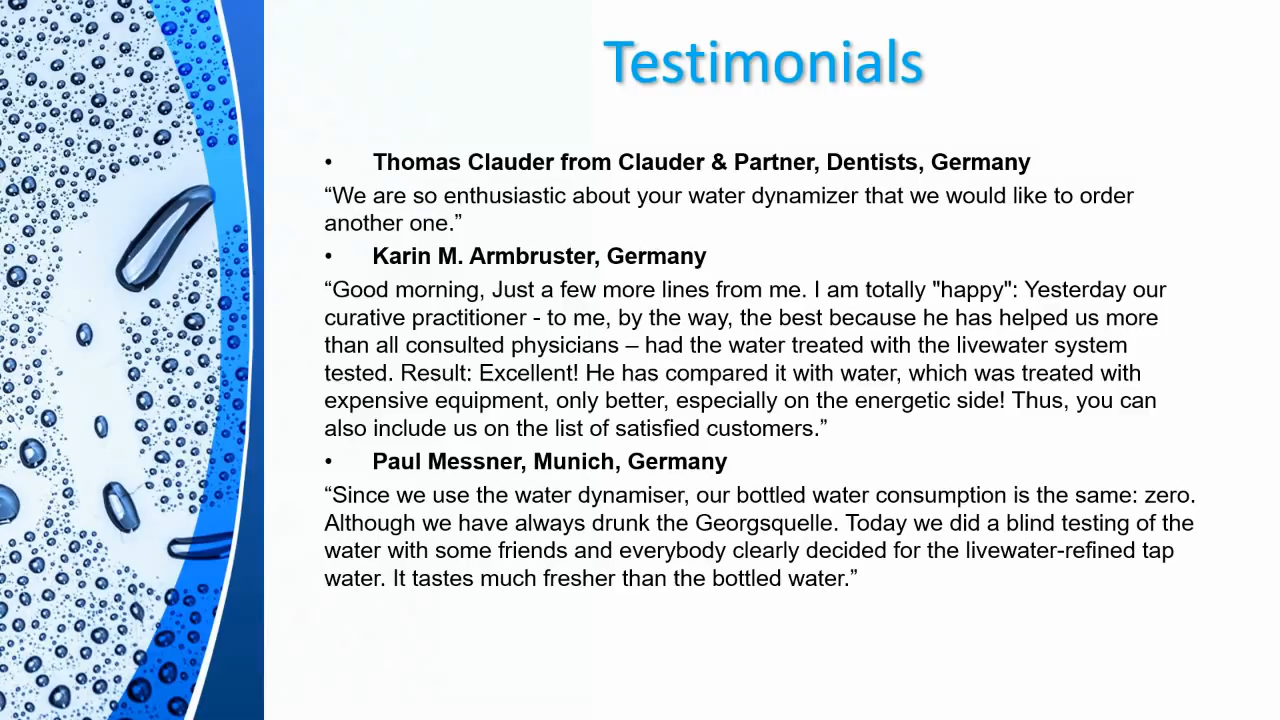 Testimonials
• Thomas Clauder from Clauder & Partner, Dentists, Germany
“We are so enthusiastic about your water dynamizer that we would like to order
another one.”
• Karin M. Armbruster, Germany
“Good morning, Just a few more lines from me. I am totally "happy": Yesterday our
curative practitioner - to me, by the way, the best because he has helped us more
than all consulted physicians – had the water treated with the livewater system
tested. Result: Excellent! He has compared it with water, which was treated with
expensive equipment, only better, especially on the energetic side! Thus, you can
also include us on the list of satisfied customers.”
• Paul Messner, Munich, Germany
“Since we use the water dynamiser, our bottled water consumption is the same: zero.
Although we have always drunk the Georgsquelle. Today we did a blind testing of the
water with some friends and everybody clearly decided for the livewater-refined tap
water. It tastes much fresher than the bottled water.”